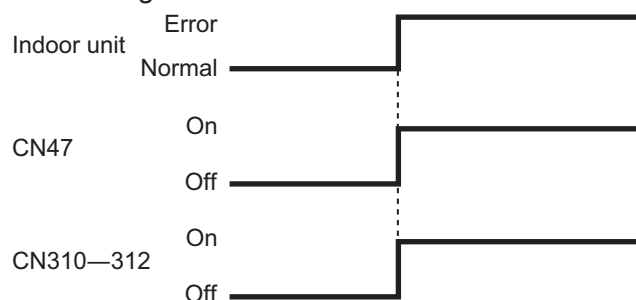 Error
Indoor unit
Normal
On
CN47
Off
On
CN310—312
Off